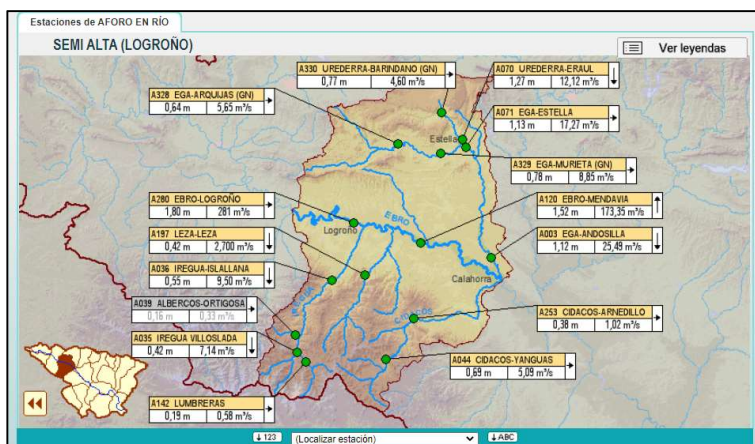 Estaciones de AFORO EN RÍO
SEMI ALTA (LOGROÑO)
Ver leyendas
A330 UREDERRA-BARINDANO (GN)
0,77 m 4,60 m³/s
A070 UREDERRA-ERAUL
1,27 m 12,12 m³/s
A328 EGA-ARQUIJAS (GN)
0,64 m 5,65 m³/s
A071 EGA-ESTELLA
1,13 m 17,27 m³/s
Estella
A329 EGA-MURIETA (GN)
0,78 m 8,85 m³/s
A280 EBRO-LOGROÑO
1,80 m 281 m³/s
A120 EBRO-MENDAVIA
1,52 m 173,35 m³/s
EBRO
A197 LEZA-LEZA
0,42 m 2,700 m³/s
Logroño
A003 EGA-ANDOSILLA
1,12 m 25,49 m³/s
A036 IREGUA-ISLALLANA
0,55 m 9,50 m³/s
Calahorra
IREGUA
A039 ALBERCOS-ORTIGOSA
0,16 m 0,33 m³/s
CIDACOS
A253 CIDACOS-ARNEDILLO
0,38 m 1,02 m³/s
A035 IREGUA VILLOSLADA
0,42 m 7,14 m³/s
A044 CIDACOS-YANGUAS
0,69 m 5,09 m³/s
A142 LUMBRERAS
0,19 m 0,58 m³/s
↓123 (Localizar estación) ↓ABC